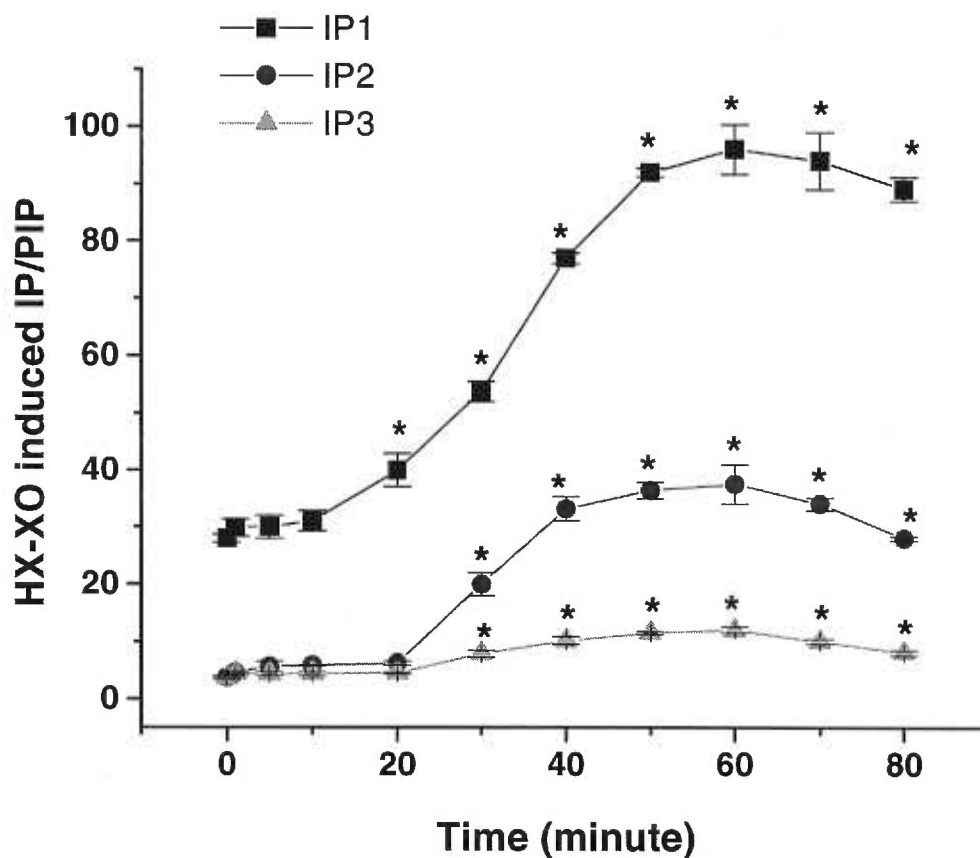 IP1
IP2
IP3
100
80
60
40
20
0
HX-XO induced IP/PIP
* * * * * * *
* * * * * *
* * * * * *
0 20 40 60 80
Time (minute)